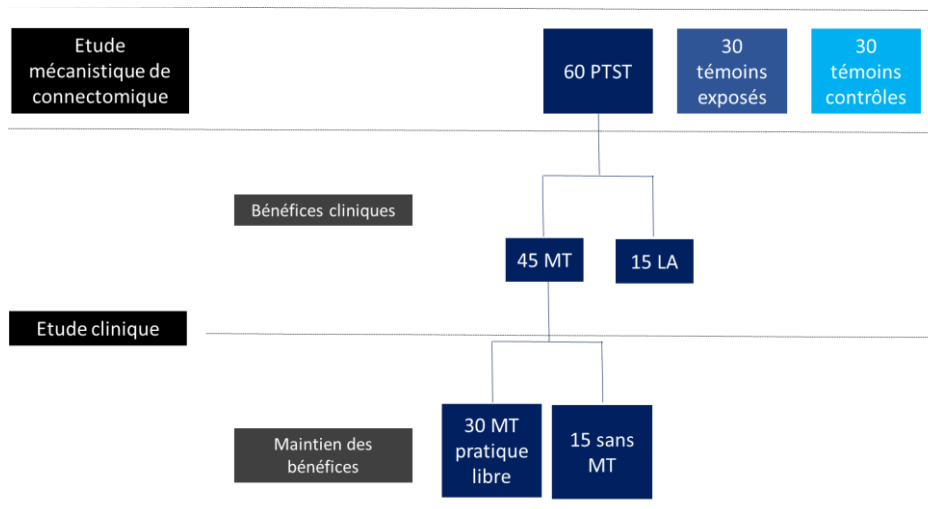 Etude
mécanistique de
connectomique
60 PTST
30
témoins
exposés
30
témoins
contrôles
Bénéfices cliniques
45 MT
15 LA
Etude clinique
Maintien des
bénéfices
30 MT
pratique
libre
15 sans
MT